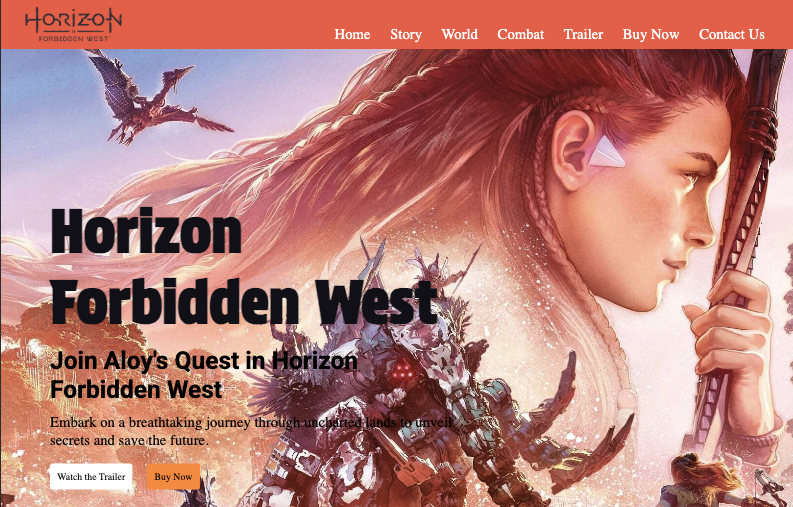 HORIZON
FORBIDDEN WEST
Home Story World Combat Trailer Buy Now Contact Us
Horizon
Forbidden West
Join Aloy's Quest in Horizon
Forbidden West
Embark on a breathtaking journey through uncharted lands to unveil
secrets and save the future.
Watch the Trailer Buy Now